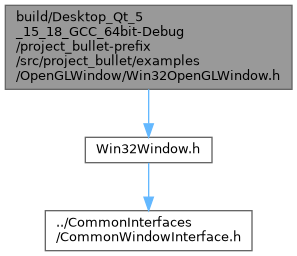 build/Desktop_Qt_5
_15_18_GCC_64bit-Debug
/project_bullet-prefix
/src/project_bullet/examples
/OpenGLWindow/Win32OpenGLWindow.h
Win32Window.h
../CommonInterfaces
/CommonWindowInterface.h